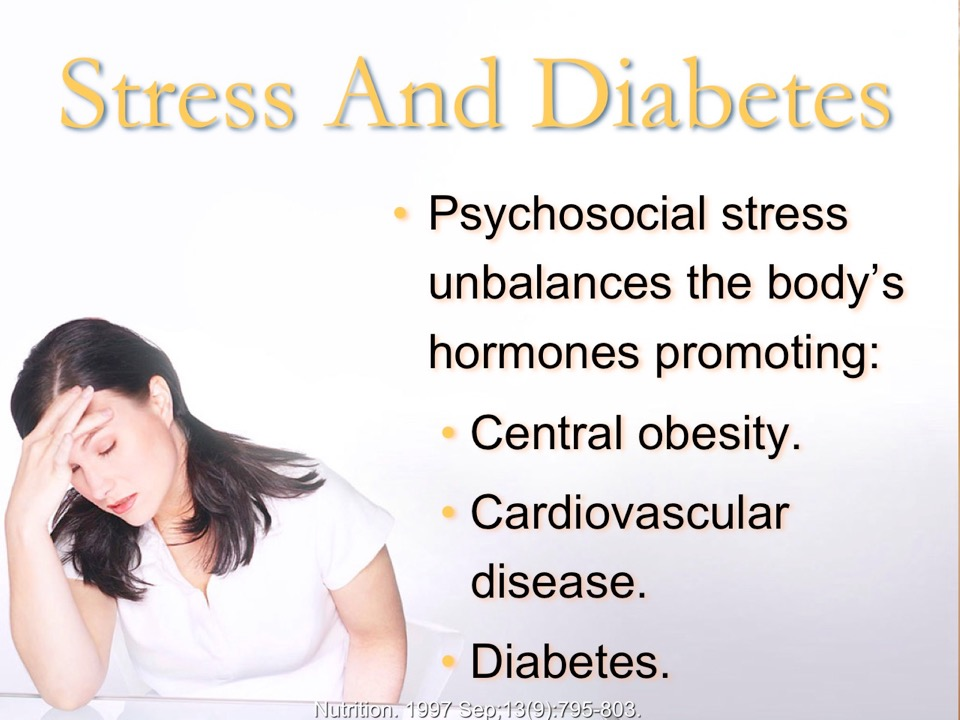 Stress And Diabetes
• Psychosocial stress
unbalances the body’s
hormones promoting:
• Central obesity.
• Cardiovascular
disease.
• Diabetes.
Nutrition. 1997 Sep;13(9):795-803.